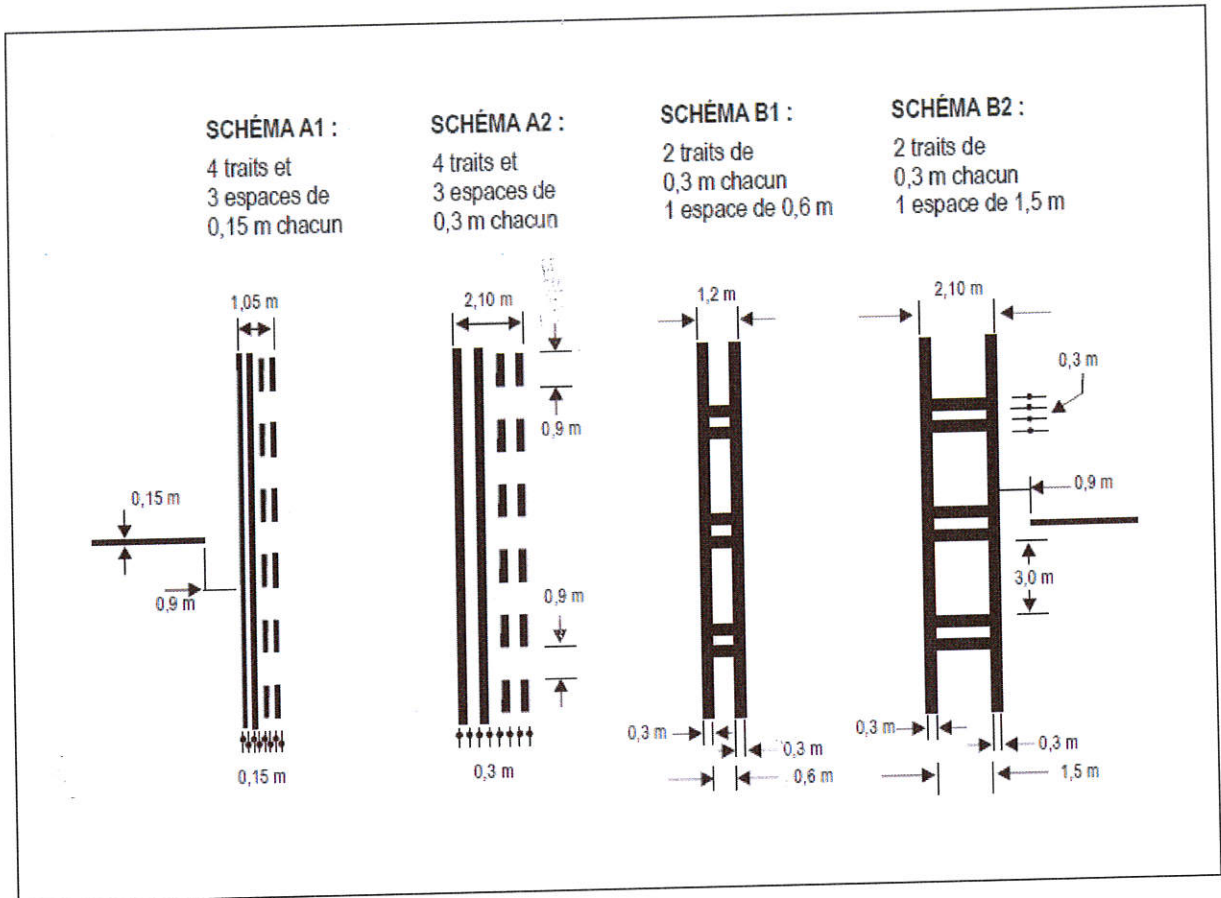 SCHÉMA A1 :
4 traits et
3 espaces de
0,15 m chacun
SCHÉMA A2 :
4 traits et
3 espaces de
0,3 m chacun
SCHÉMA B1 :
2 traits de
0,3 m chacun
1 espace de 0,6 m
SCHÉMA B2 :
2 traits de
0,3 m chacun
1 espace de 1,5 m
1,05 m
2,10 m
1,2 m
2,10 m
0,3 m
0,9 m
0,15 m
0,9 m
0,9 m
0,9 m
3,0 m
0,15 m
0,3 m
0,3 m
0,3 m
0,6 m
0,3 m
0,3 m
1,5 m